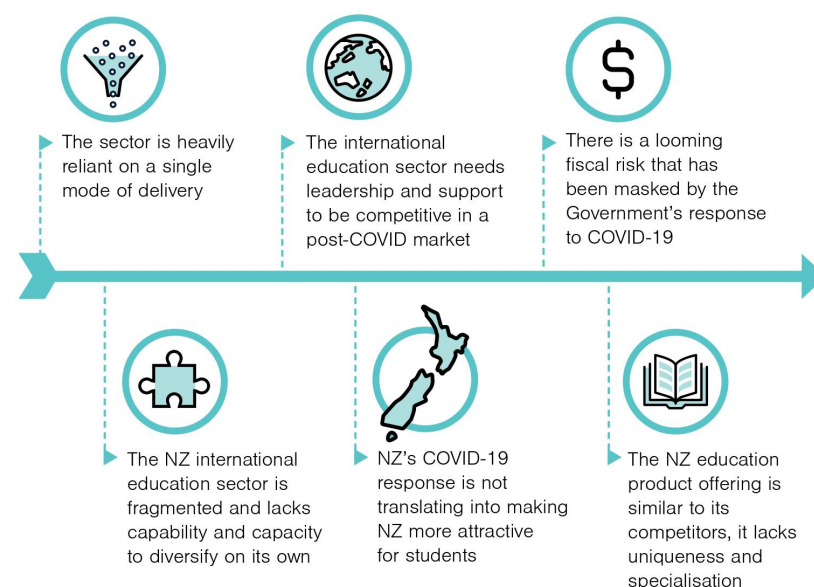 The sector is heavily
reliant on a single
mode of delivery
The international
education sector needs
leadership and support
to be competitive in a
post-COVID market
$
There is a looming
fiscal risk that has
been masked by the
Government’s response
to COVID-19
The NZ international
education sector is
fragmented and lacks
capability and capacity
to diversify on its own
NZ’s COVID-19
response is not
translating into making
NZ more attractive
for students
The NZ education
product offering is
similar to its
competitors, it lacks
uniqueness and
specialisation